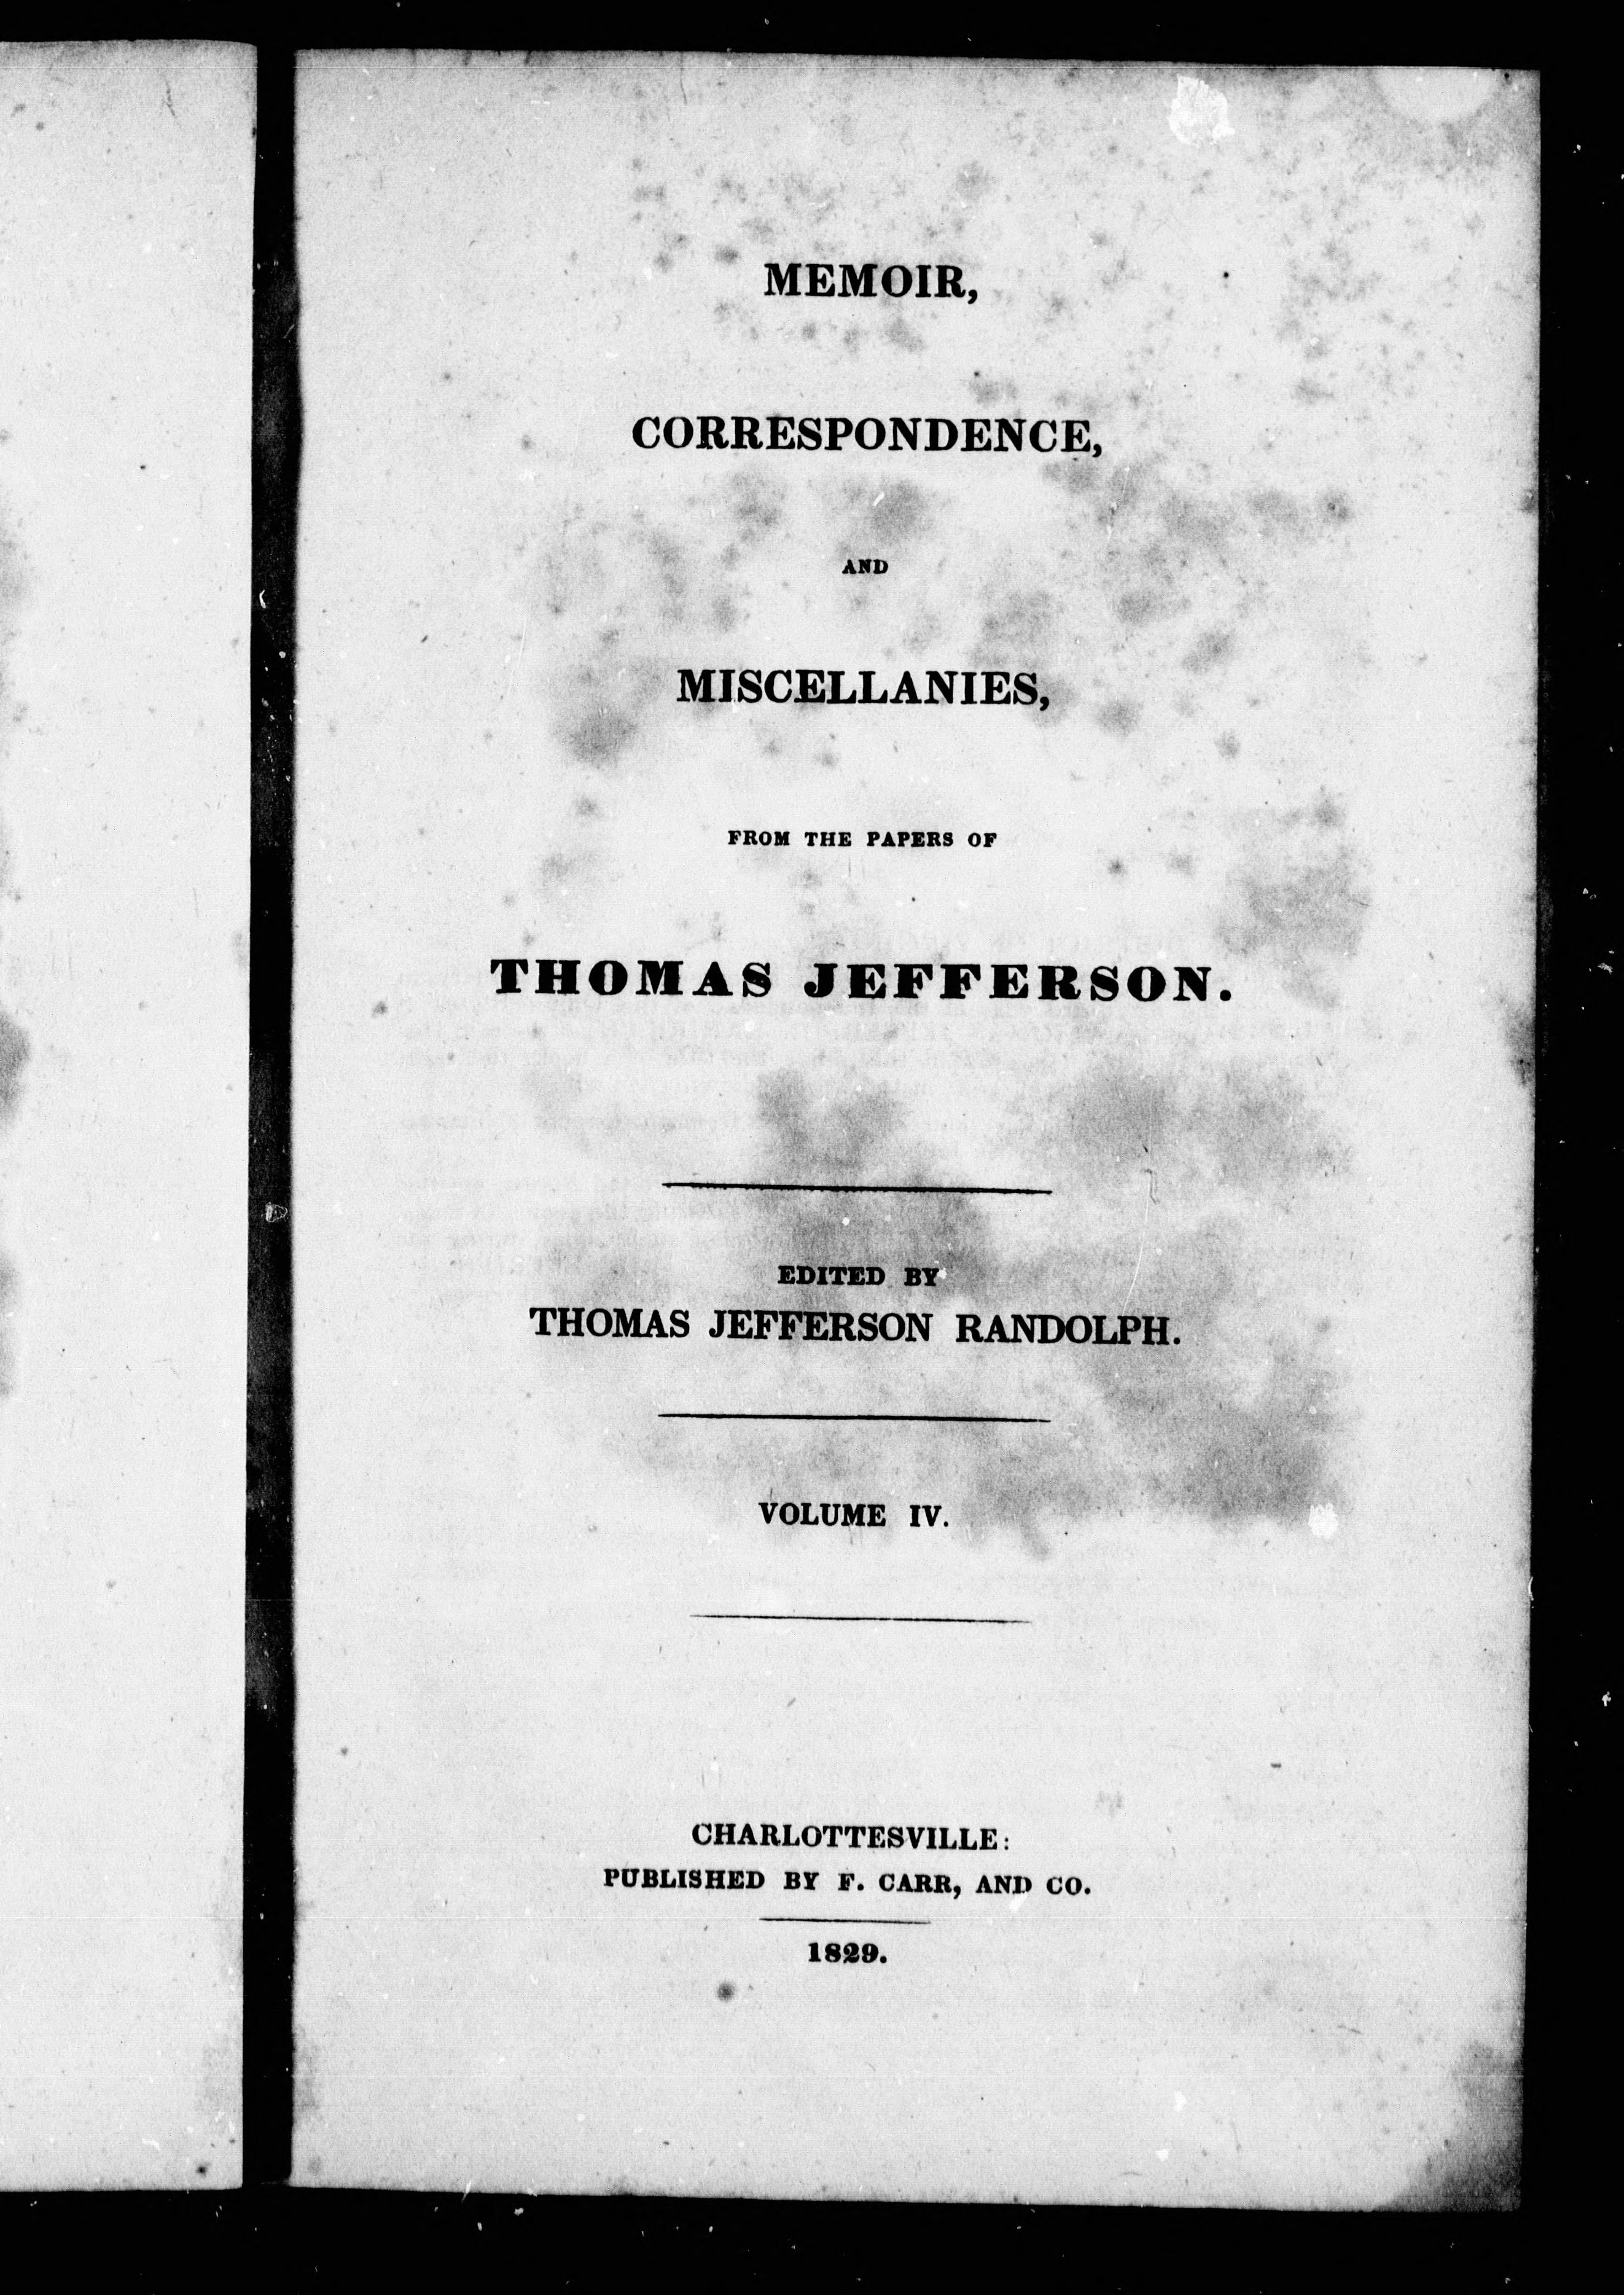 MEMOIR,
CORRESPONDENCE,
AND
MISCELLANIES,
FROM THE PAPERS OF
THOMAS JEFFERSON.
EDITED BY
THOMAS JEFFERSON RANDOLPH.
VOLUME IV.
CHARLOTTESVILLE:
PUBLISHED BY F. CARR, AND CO.
1829.